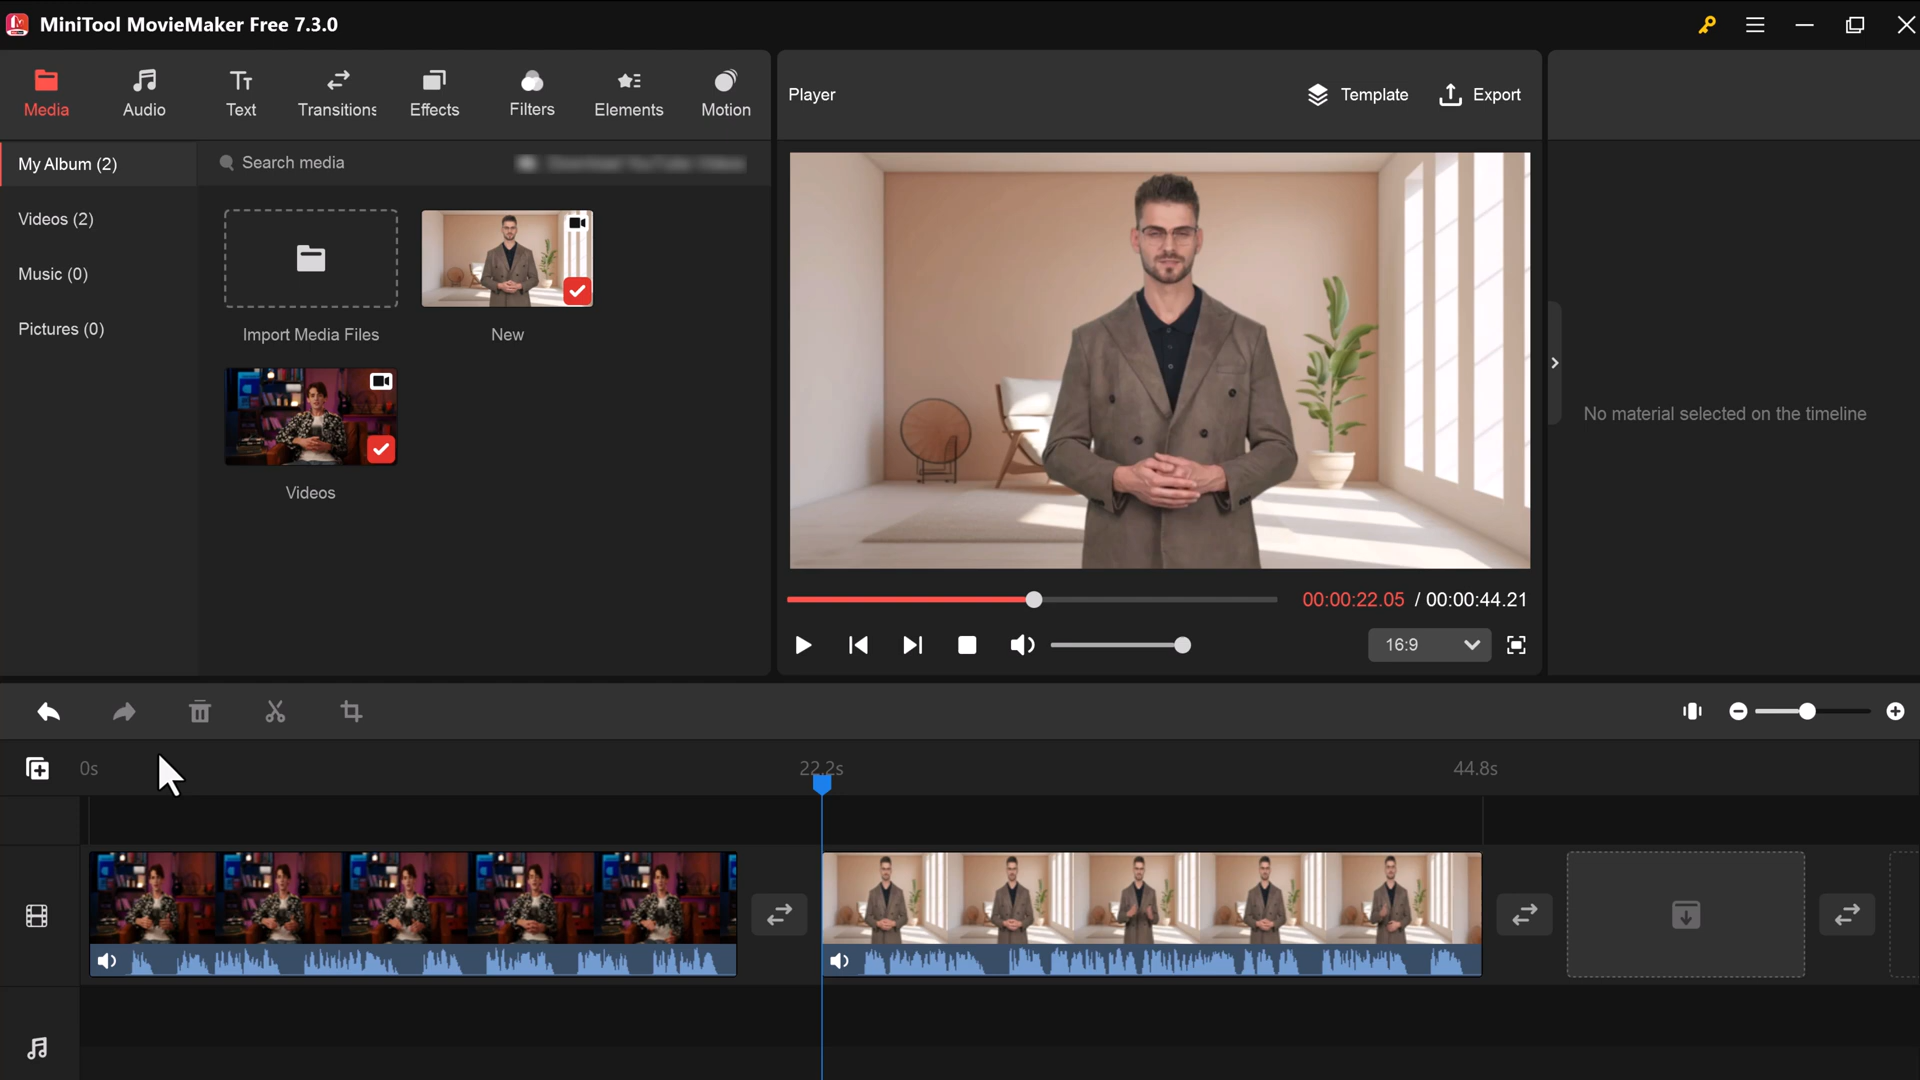 MiniTool MovieMaker Free 7.3.0
Media
Audio
Text
Transitions
Effects
Filters
Elements
Motion
Player
Template
Export
My Album (2)
Search media
Videos (2)
Music (0)
Pictures (0)
Import Media Files
New
Videos
No material selected on the timeline
00:00:22.05 / 00:00:44.21
16:9
0s
22.2s
44.8s